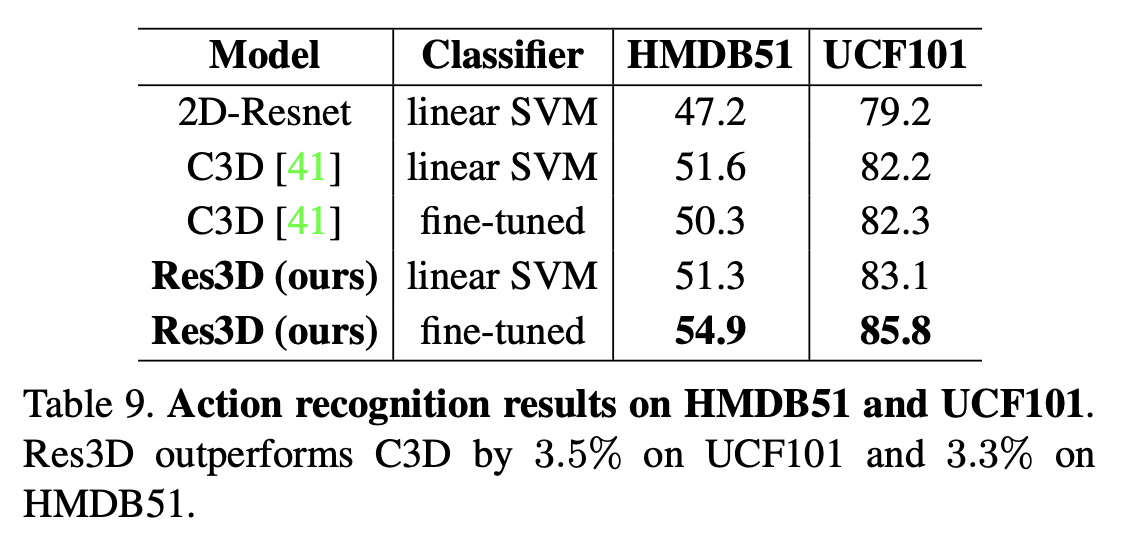 Model Classifier HMDB51 UCF101
2D-Resnet linear SVM 47.2 79.2
C3D [41] linear SVM 51.6 82.2
C3D [41] fine-tuned 50.3 82.3
Res3D (ours) linear SVM 51.3 83.1
Res3D (ours) fine-tuned 54.9 85.8
Table 9. Action recognition results on HMDB51 and UCF101.
Res3D outperforms C3D by 3.5% on UCF101 and 3.3% on
HMDB51.